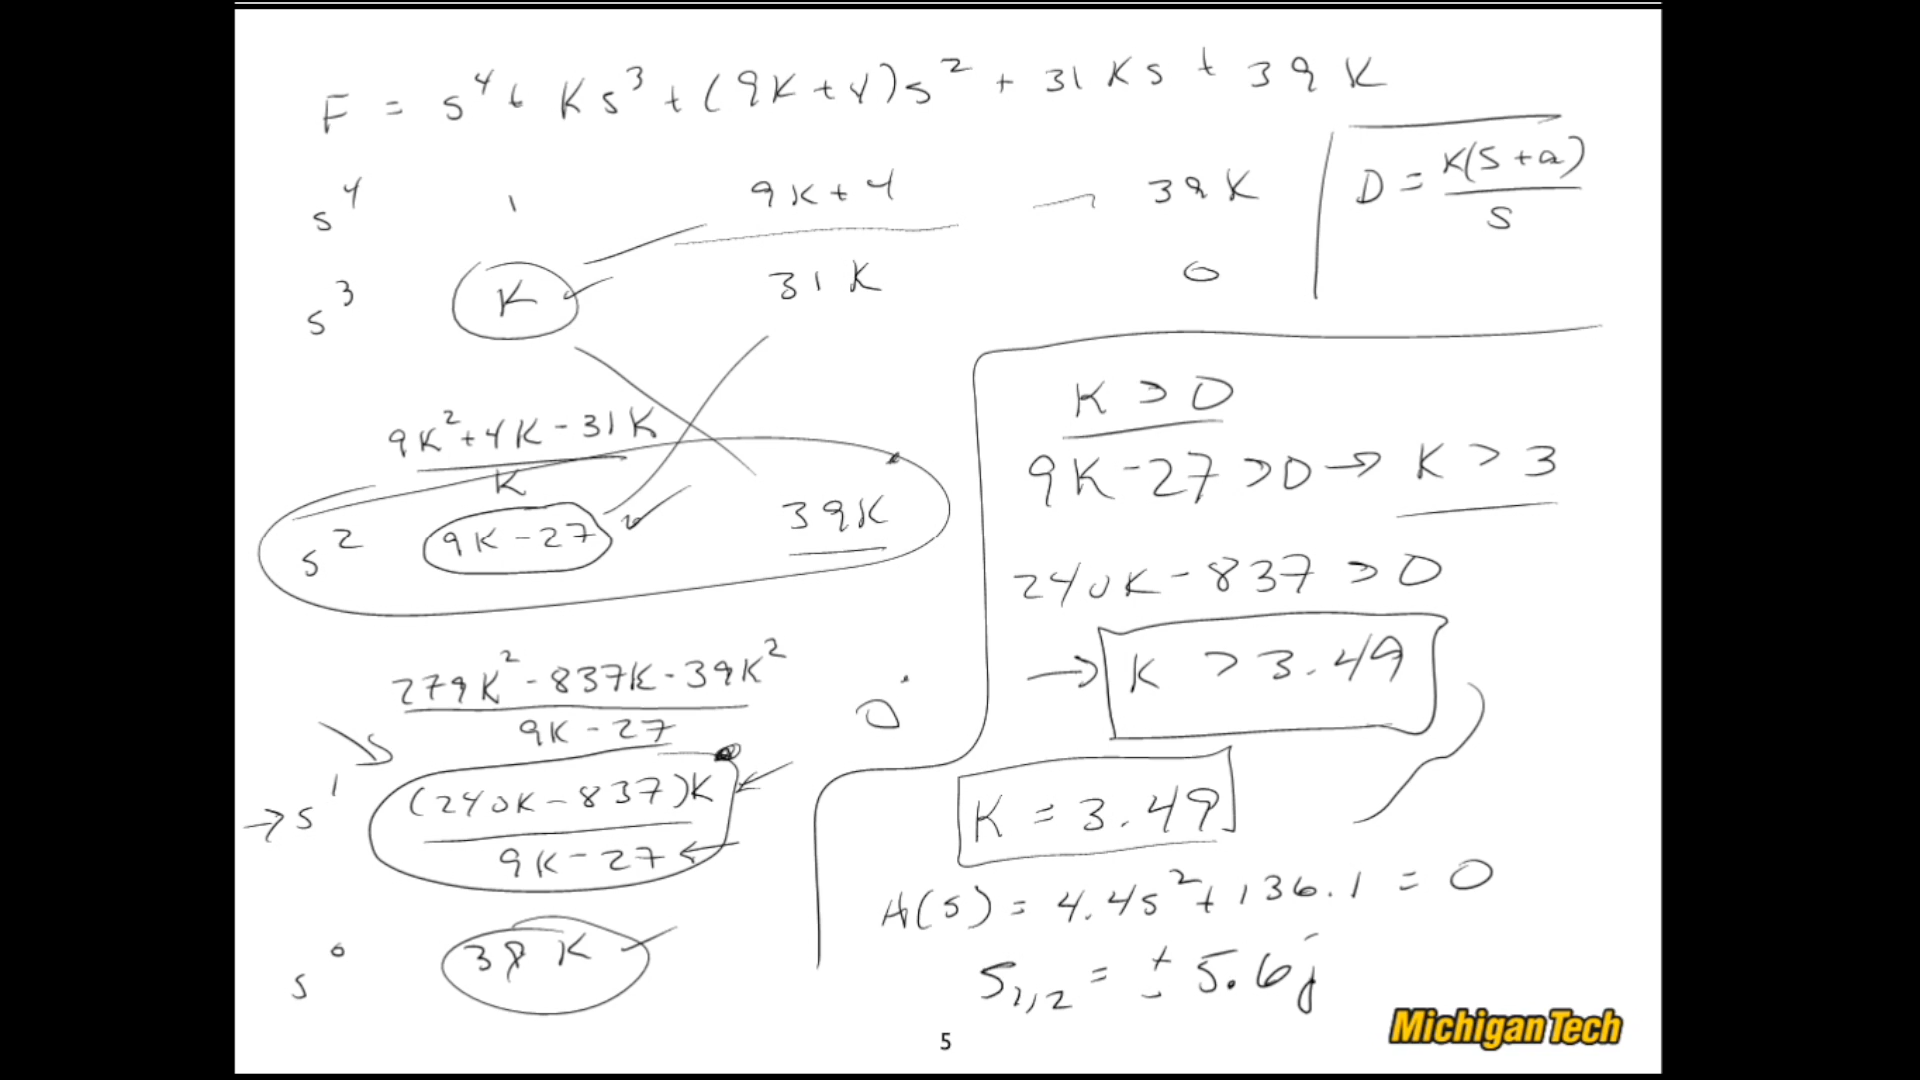 F = s⁴ + Ks³ + (9K+4)s² + 31Ks + 39K
s⁴ 1 9K+4 39K
D = K(s+a)/s
s³ K 31K 0
9K²+4K-31K
K
s² 9K-27 39K
279K²-837K-39K²
9K-27
0
→ s¹ (240K-837)K
9K-27 ←
s⁰ 39K
K > 0
9K-27 > 0 → K > 3
240K-837 > 0
→ K > 3.49
K = 3.49
A(s) = 4.4s² + 136.1 = 0
s₁,₂ = ± 5.6j
Michigan Tech
5